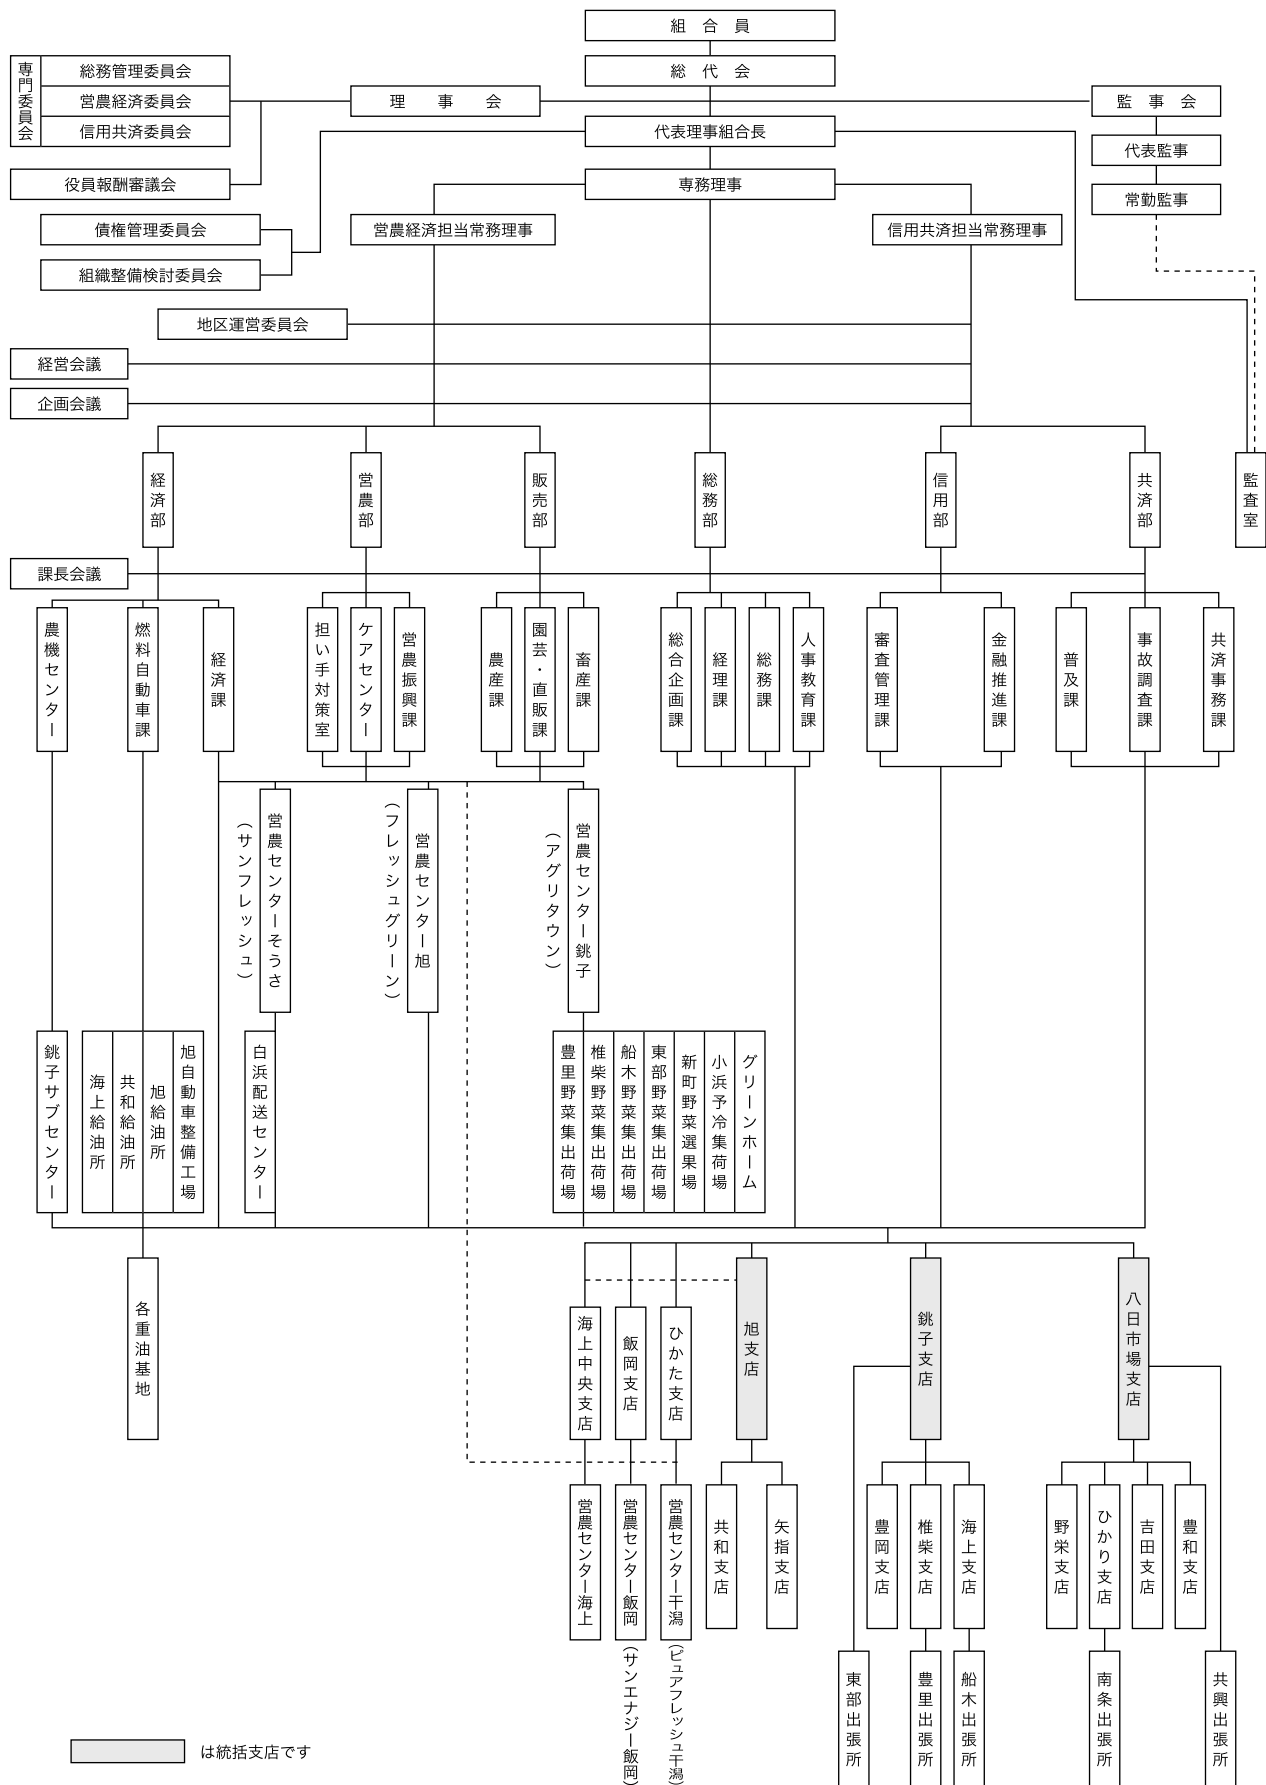 組合員
総代会
専門委員会
総務管理委員会
営農経済委員会
信用共済委員会
理事会
監事会
代表理事組合長
代表監事
役員報酬審議会
専務理事
常勤監事
債権管理委員会
営農経済担当常務理事
信用共済担当常務理事
組織整備検討委員会
地区運営委員会
経営会議
企画会議
経済部
営農部
販売部
総務部
信用部
共済部
監査室
課長会議
農機センター
燃料自動車課
経済課
担い手対策室
ケアセンター
営農振興課
農産課
園芸・直販課
畜産課
総合企画課
経理課
総務課
人事教育課
審査管理課
金融推進課
普及課
事故調査課
共済事務課
営農センターそうさ
（サンフレッシュ）
営農センター旭
（フレッシュグリーン）
営農センター銚子
（アグリタウン）
銚子サブセンター
海上給油所
共和給油所
旭給油所
旭自動車整備工場
白浜配送センター
豊里野菜集出荷場
椎柴野菜集出荷場
船木野菜集出荷場
東部野菜集出荷場
新町野菜選果場
小浜予冷集荷場
グリーンホーム
各重油基地
海上中央支店
飯岡支店
ひかた支店
旭支店
銚子支店
八日市場支店
営農センター海上
営農センター飯岡
（サンエナジー飯岡）
営農センター干潟
（ピュアフレッシュ干潟）
共和支店
矢指支店
豊岡支店
椎柴支店
海上支店
野栄支店
ひかり支店
吉田支店
豊和支店
東部出張所
豊里出張所
船木出張所
南条出張所
共興出張所
は統括支店です